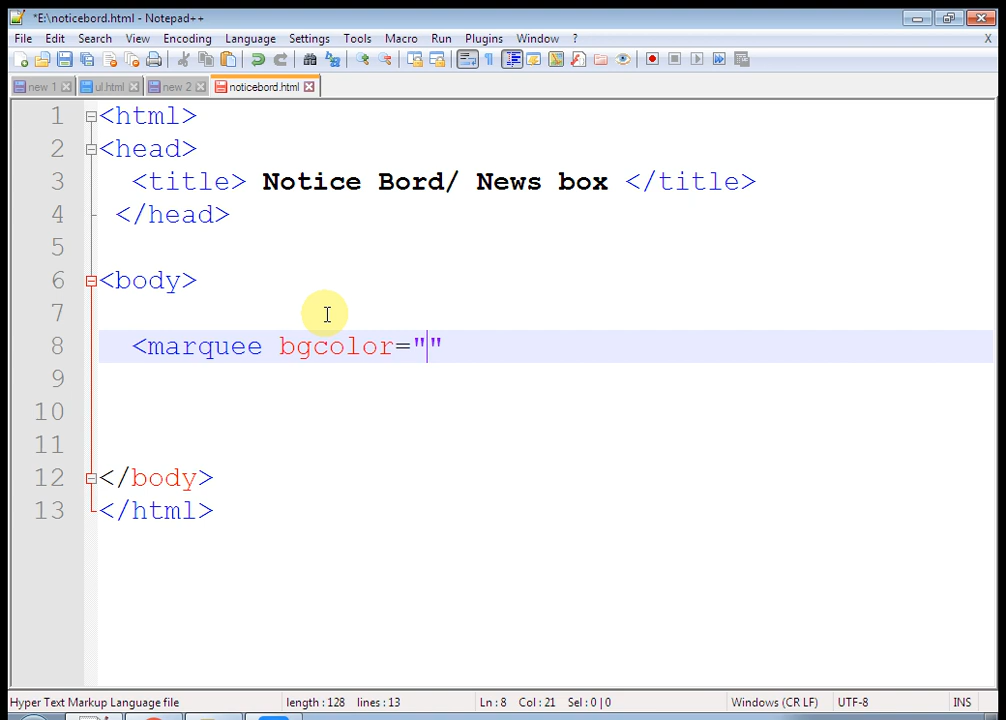 *E:\noticebord.html - Notepad++
File Edit Search View Encoding Language Settings Tools Macro Run Plugins Window ? X
new 1 ul.html new 2 noticebord.html
1 <html>
2 <head>
3 <title> Notice Bord/ News box </title>
4 </head>
5
6 <body>
7
8 <marquee bgcolor=""
9
10
11
12 </body>
13 </html>
Hyper Text Markup Language file length : 128 lines : 13 Ln : 8 Col : 21 Sel : 0 | 0 Windows (CR LF) UTF-8 INS